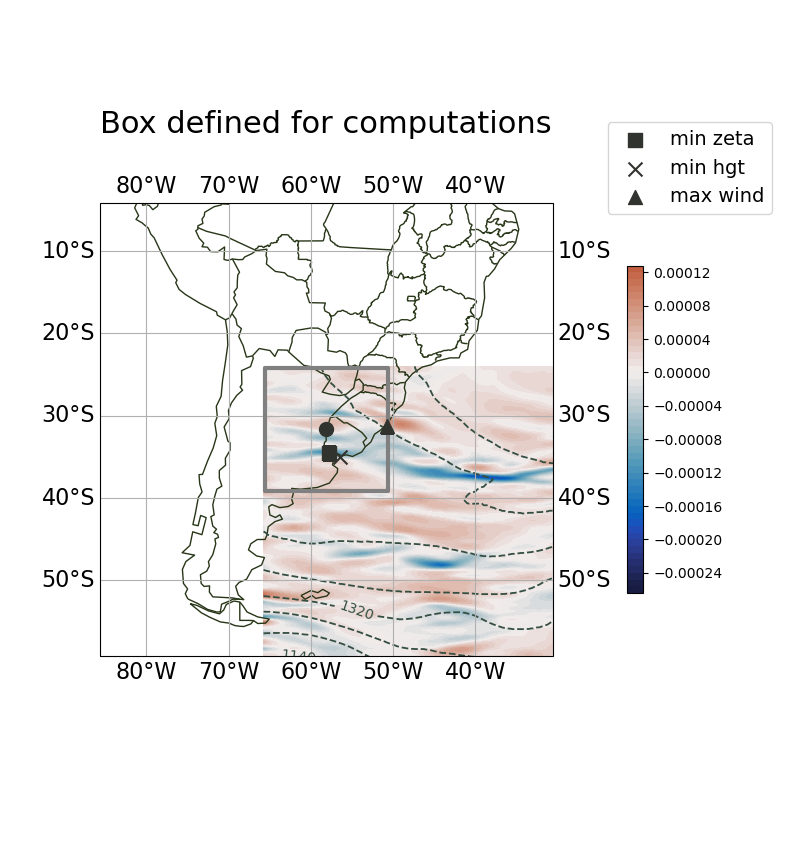 Box defined for computations
min zeta
min hgt
max wind
80°W 70°W 60°W 50°W 40°W
10°S 10°S
20°S 20°S
30°S 30°S
40°S 40°S
50°S 50°S
80°W 70°W 60°W 50°W 40°W
1320
1140
0.00012
0.00008
0.00004
0.00000
−0.00004
−0.00008
−0.00012
−0.00016
−0.00020
−0.00024